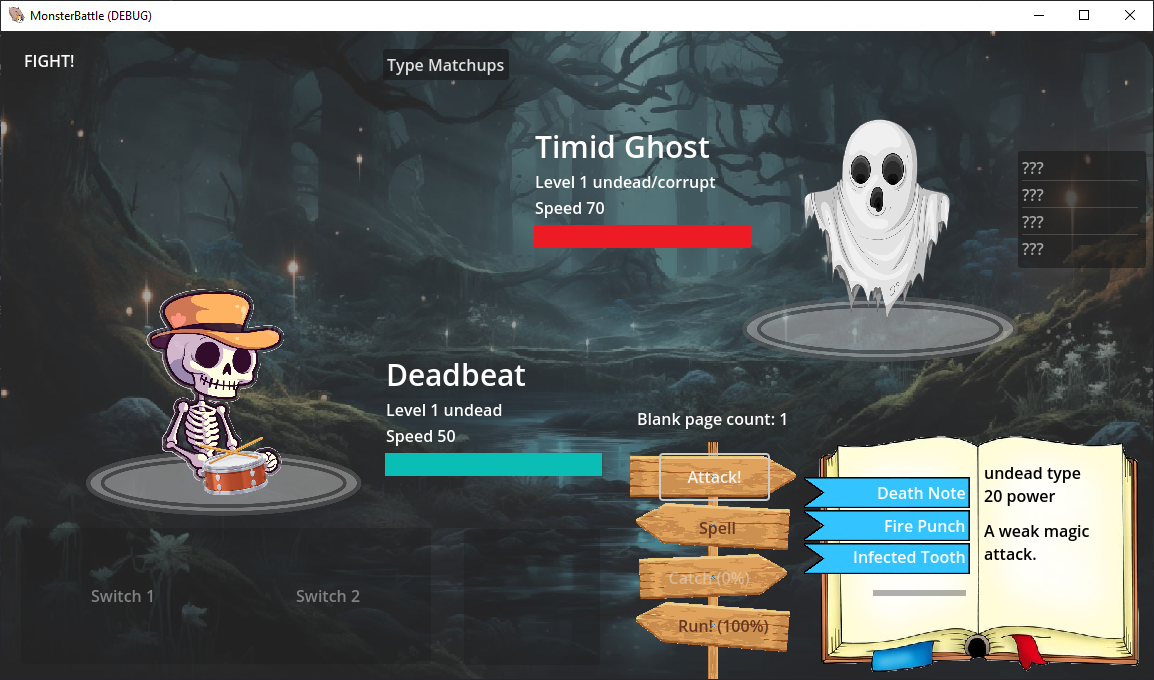 MonsterBattle (DEBUG)
FIGHT!
Type Matchups
Timid Ghost
Level 1 undead/corrupt
Speed 70
???
???
???
???
Deadbeat
Level 1 undead
Speed 50
Blank page count: 1
Attack!
Spell
Catch (0%)
Run! (100%)
Death Note
Fire Punch
Infected Tooth
undead type
20 power
A weak magic
attack.
Switch 1
Switch 2